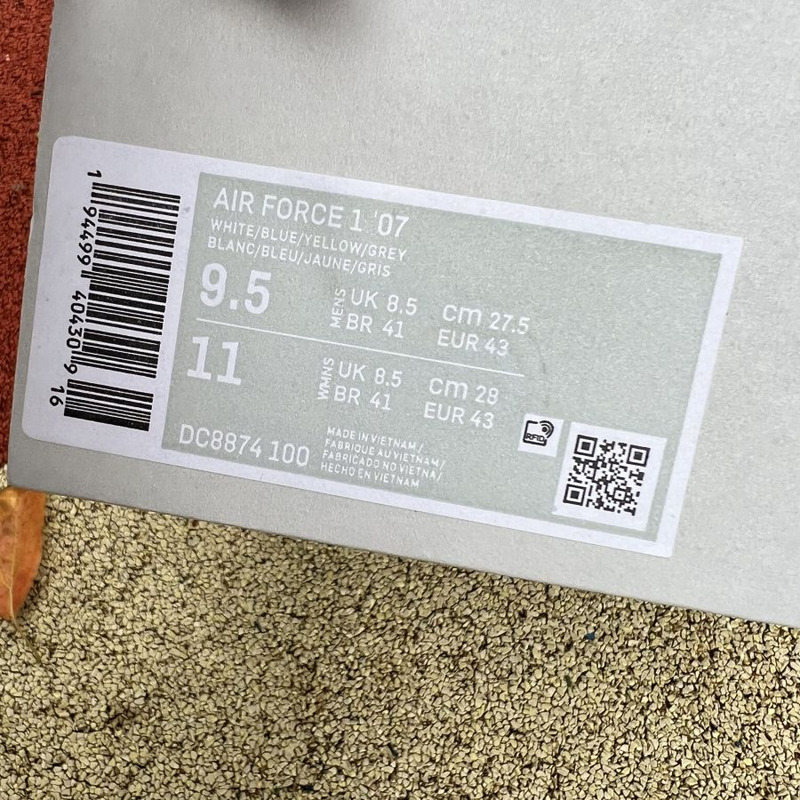 AIR FORCE 1 '07
WHITE/BLUE/YELLOW/GREY
BLANC/BLEU/JAUNE/GRIS
9.5
MENS
UK 8.5
cm 27.5
BR 41
EUR 43
11
WMNS
UK 8.5
cm 28
BR 41
EUR 43
DC8874 100
MADE IN VIETNAM/
FABRIQUE AU VIETNAM/
FABRICADO NO VIETNA/
HECHO EN VIETNAM
RFID
1 94499 40430 9 16